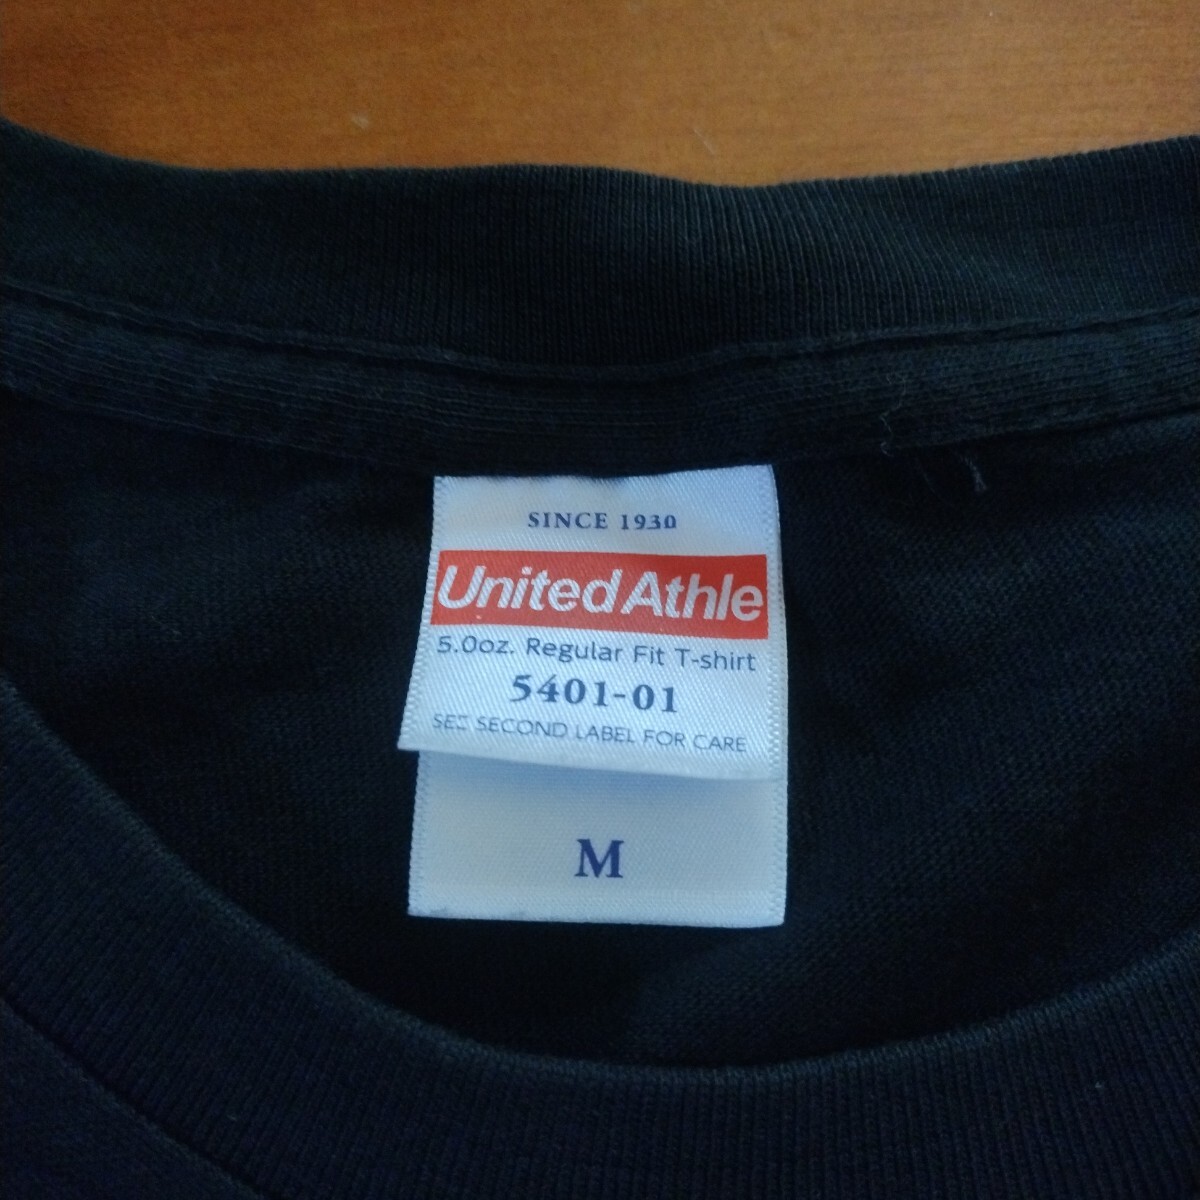 SINCE 1930
United Athle
5.0oz. Regular Fit T-shirt
5401-01
SEE SECOND LABEL FOR CARE
M